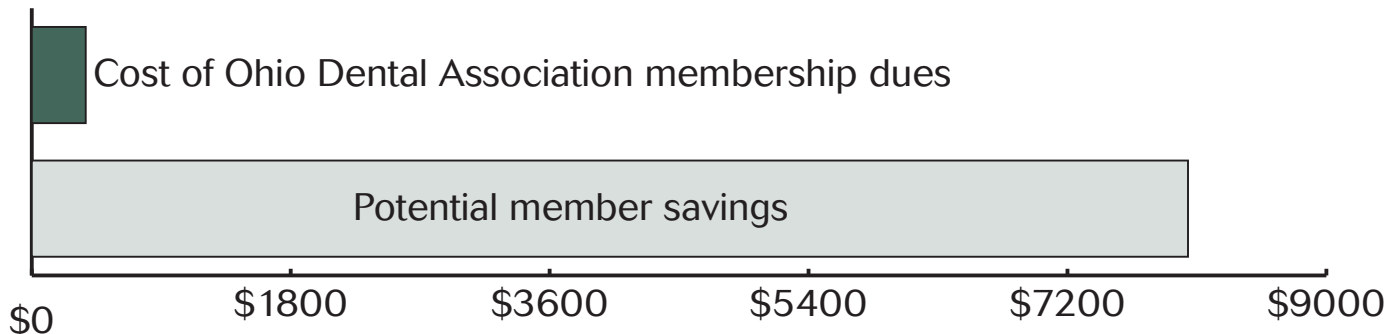 Cost of Ohio Dental Association membership dues
Potential member savings
$0 $1800 $3600 $5400 $7200 $9000